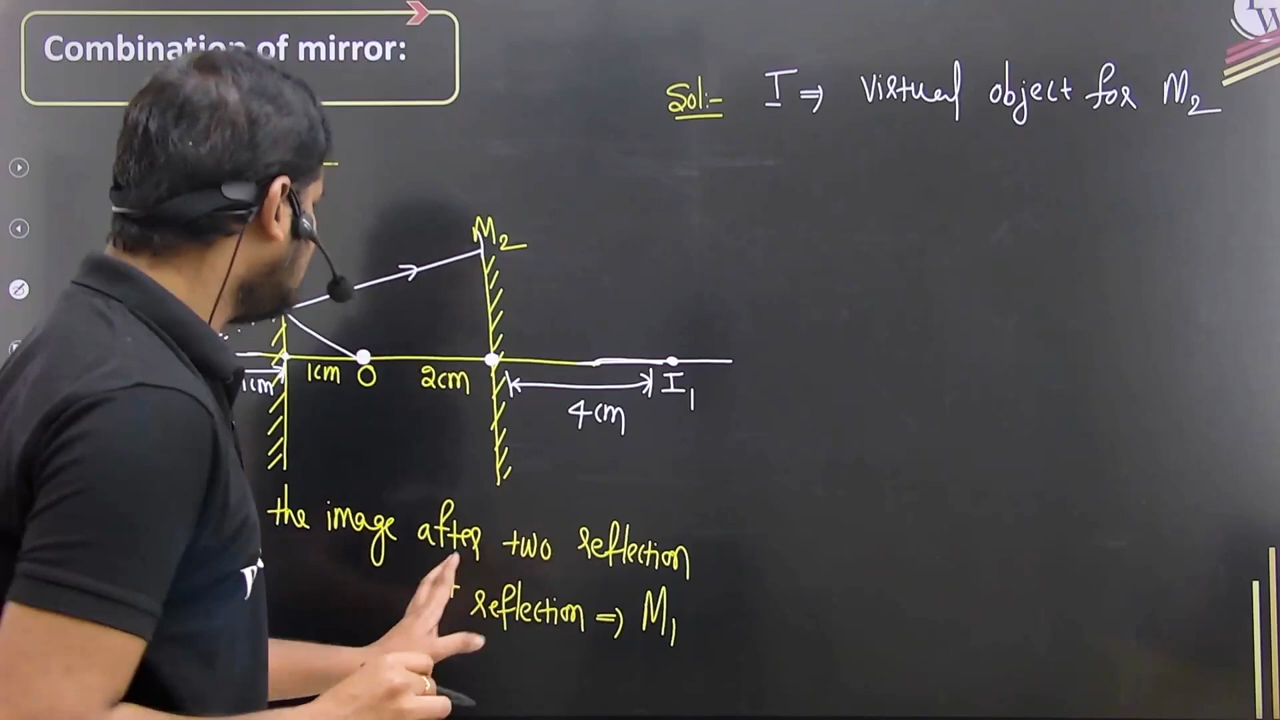 Combination of mirror:
Sol:- I ⇒ Virtual object for M2
M2
1cm
1cm O 2cm
4cm
I1
the image after two reflection
reflection ⇒ M1